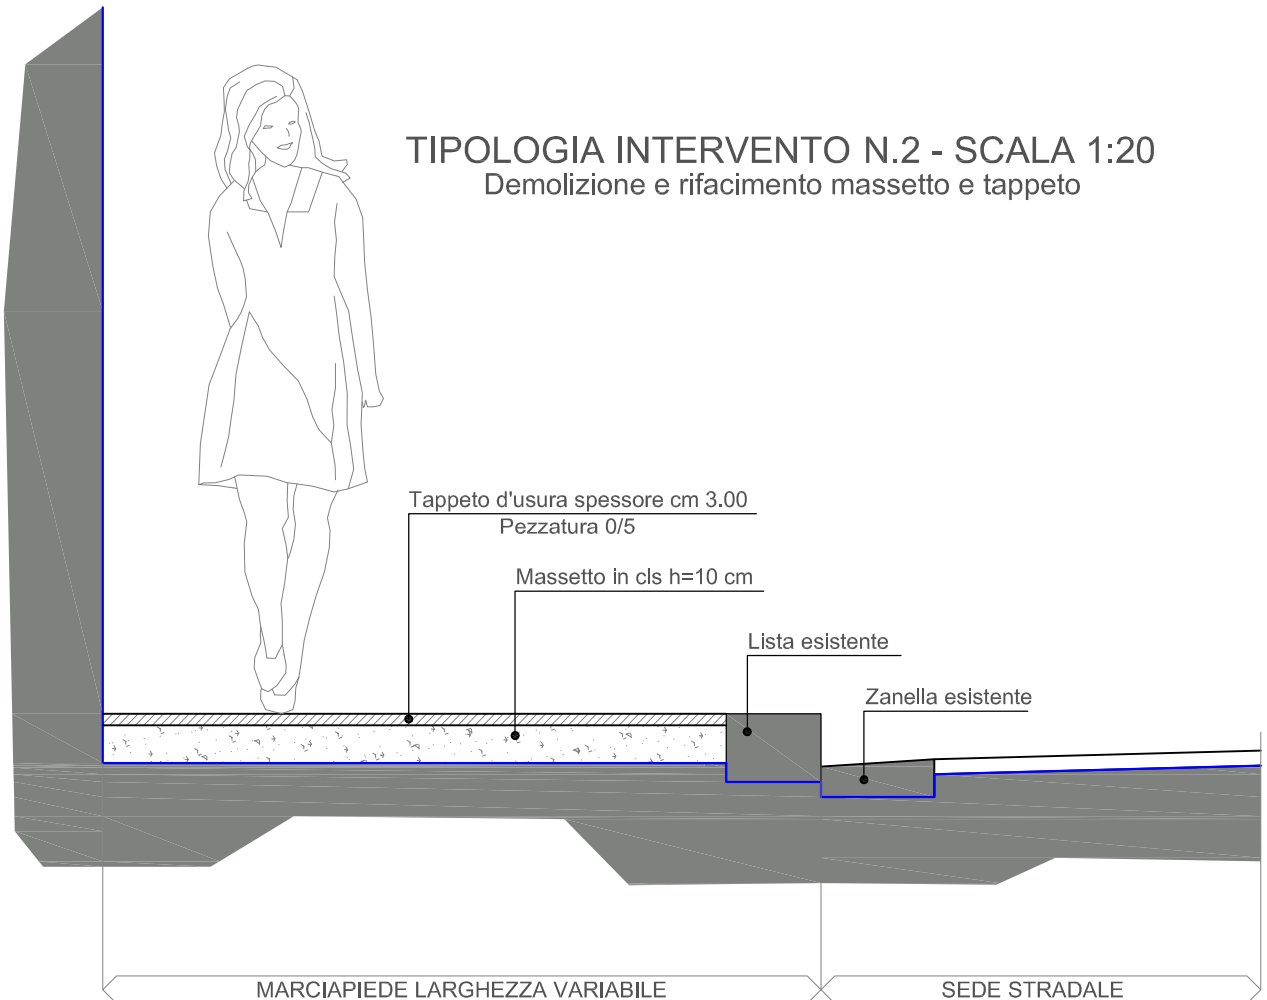 TIPOLOGIA INTERVENTO N.2 - SCALA 1:20
Demolizione e rifacimento massetto e tappeto
Tappeto d'usura spessore cm 3.00
Pezzatura 0/5
Massetto in cls h=10 cm
Lista esistente
Zanella esistente
MARCIAPIEDE LARGHEZZA VARIABILE
SEDE STRADALE